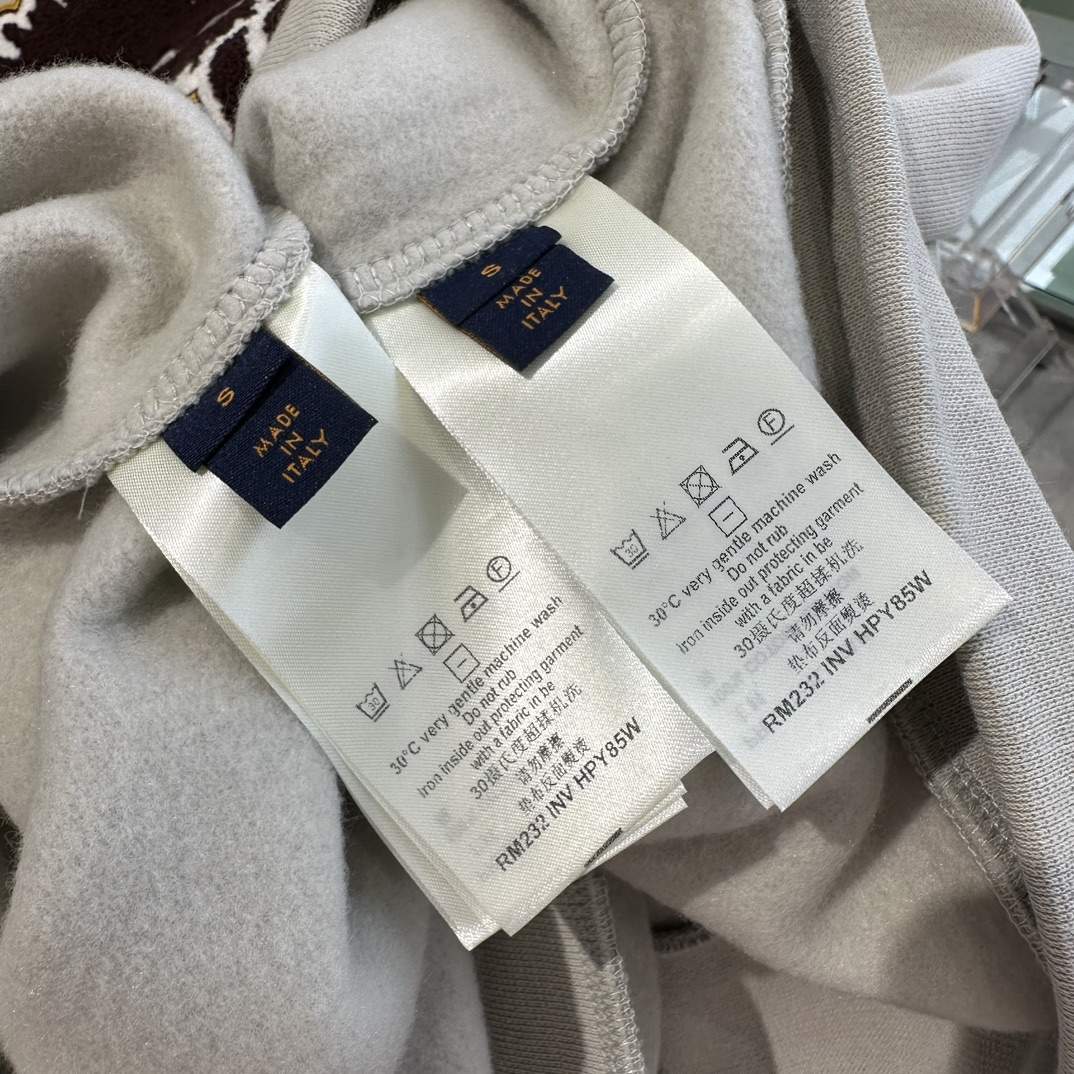 S
MADE
IN
ITALY
30
F
30°C very gentle machine wash
Do not rub
Iron inside out protecting garment
with a fabric in be
30摄氏度超揉机洗
请勿摩擦
垫布反面熨烫
RM232 INV HPY85W
S
MADE
IN
ITALY
30
F
30°C very gentle machine wash
Do not rub
Iron inside out protecting garment
with a fabric in be
30摄氏度超揉机洗
请勿摩擦
垫布反面熨烫
RM232 INV HPY85W